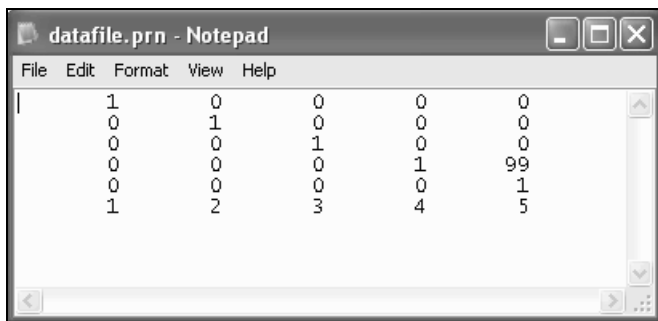 datafile.prn - Notepad
File Edit Format View Help
1 0 0 0 0
0 1 0 0 0
0 0 1 0 0
0 0 0 1 99
0 0 0 0 1
1 2 3 4 5